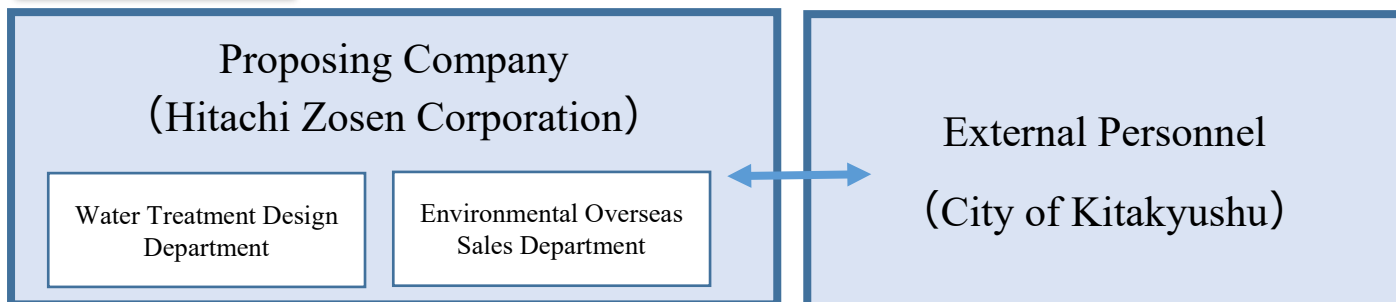 Proposing Company
（Hitachi Zosen Corporation）
Water Treatment Design
Department
Environmental Overseas
Sales Department
External Personnel
（City of Kitakyushu）